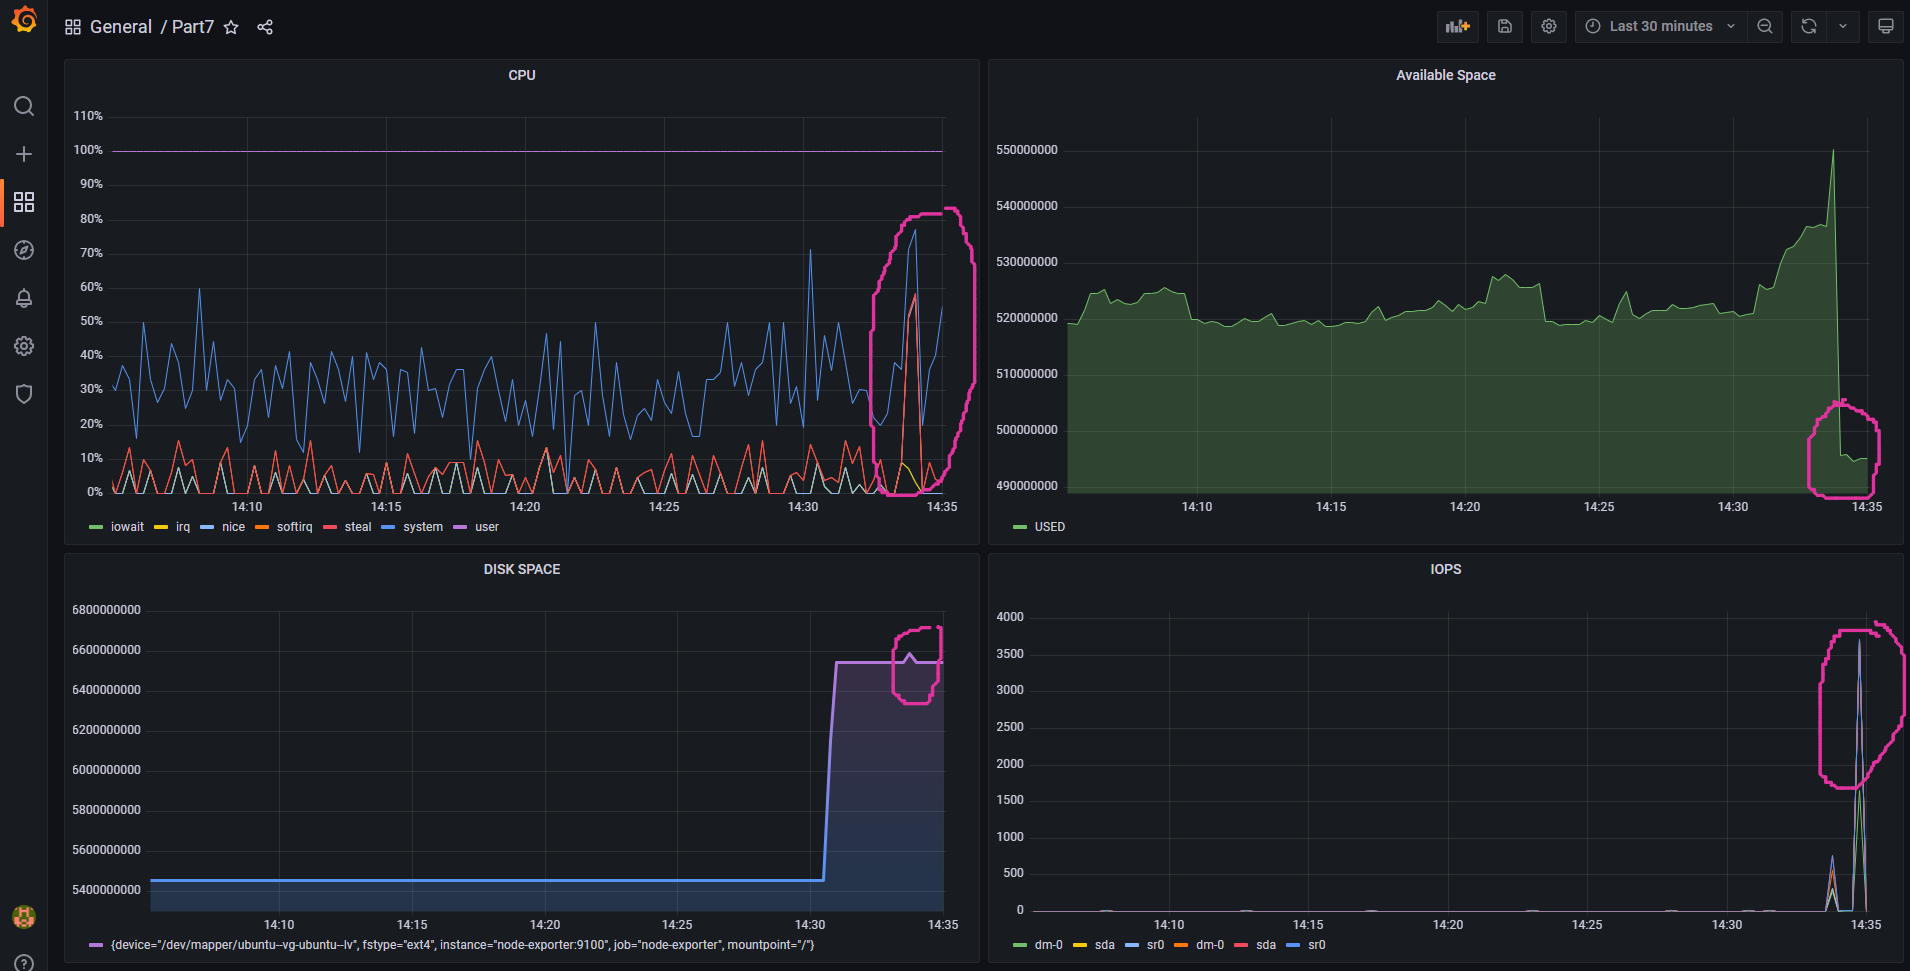 General / Part7
Last 30 minutes
CPU
110%
100%
90%
80%
70%
60%
50%
40%
30%
20%
10%
0%
14:10 14:15 14:20 14:25 14:30 14:35
iowait irq nice softirq steal system user
Available Space
550000000
540000000
530000000
520000000
510000000
500000000
490000000
14:10 14:15 14:20 14:25 14:30 14:35
USED
DISK SPACE
6800000000
6600000000
6400000000
6200000000
6000000000
5800000000
5600000000
5400000000
14:10 14:15 14:20 14:25 14:30 14:35
{device="/dev/mapper/ubuntu--vg-ubuntu--lv", fstype="ext4", instance="node-exporter:9100", job="node-exporter", mountpoint="/"}
IOPS
4000
3500
3000
2500
2000
1500
1000
500
0
14:10 14:15 14:20 14:25 14:30 14:35
dm-0 sda sr0 dm-0 sda sr0